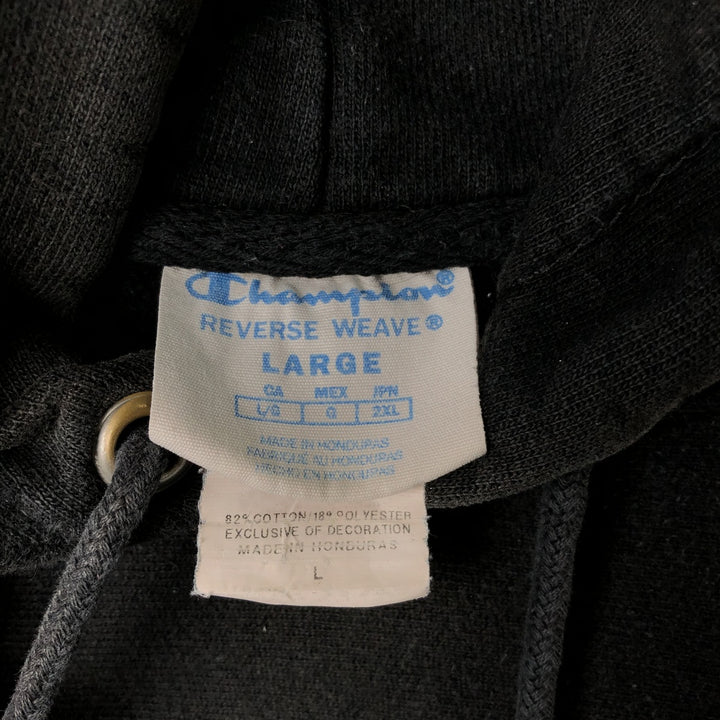 Champion
REVERSE WEAVE®
LARGE
CA MEX JPN
L/G G 2XL
MADE IN HONDURAS
FABRIQUÉ AU HONDURAS
HECHO EN HONDURAS
82% COTTON/18% POLYESTER
EXCLUSIVE OF DECORATION
MADE IN HONDURAS
L